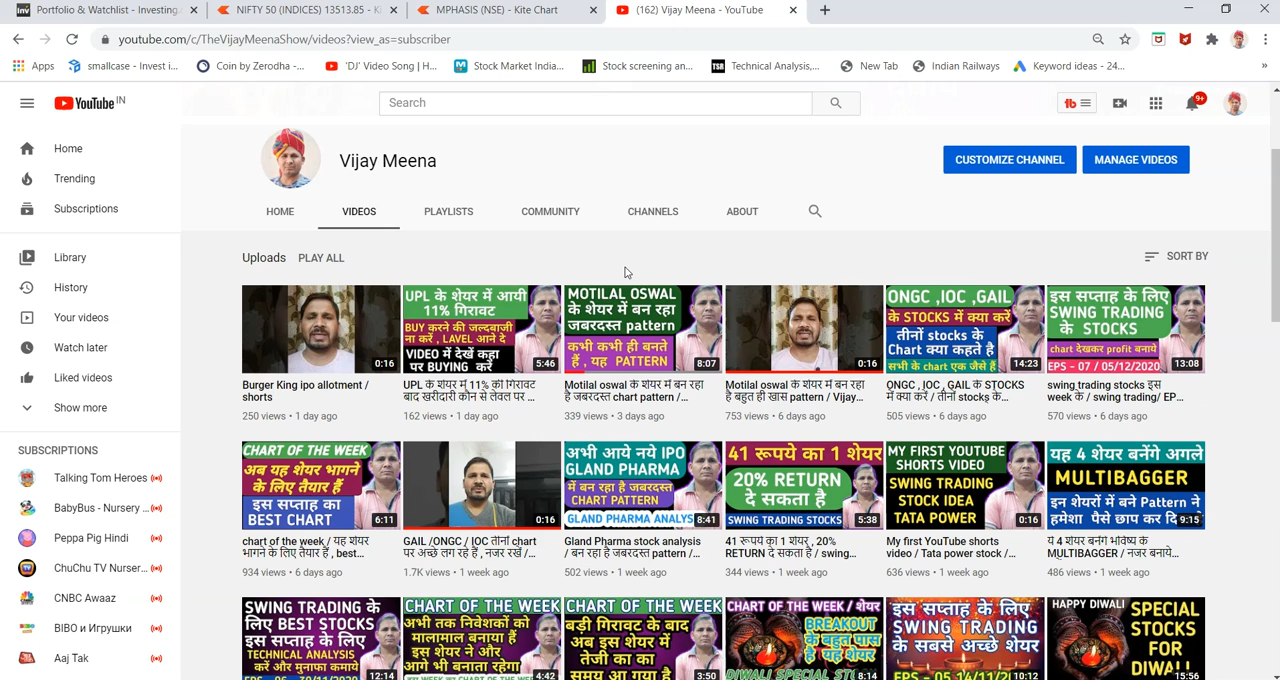 Portfolio & Watchlist - Investing.
NIFTY 50 (INDICES) 13513.85 - Ki
MPHASIS (NSE) - Kite Chart
(162) Vijay Meena - YouTube
youtube.com/c/TheVijayMeenaShow/videos?view_as=subscriber
Apps
smallcase - Invest i...
Coin by Zerodha -...
'DJ' Video Song | H...
Stock Market India...
Stock screening an...
Technical Analysis,...
New Tab
Indian Railways
Keyword ideas - 24...
YouTube IN
Search
9+
Home
Trending
Subscriptions
Library
History
Your videos
Watch later
Liked videos
Show more
SUBSCRIPTIONS
Talking Tom Heroes
BabyBus - Nursery ...
Peppa Pig Hindi
ChuChu TV Nurser...
CNBC Awaaz
BIBO и Игрушки
Aaj Tak
Vijay Meena
CUSTOMIZE CHANNEL
MANAGE VIDEOS
HOME
VIDEOS
PLAYLISTS
COMMUNITY
CHANNELS
ABOUT
Uploads
PLAY ALL
SORT BY
0:16
Burger King ipo allotment /
shorts
250 views • 1 day ago
UPL के शेयर में आयी
11% गिरावट
BUY करने की जल्दबाज़ी
ना करें , LAVEL आने दे
VIDEO में देखें कहा
पर BUYING करें
5:46
UPL के शेयर में 11% की गिरावट
बाद खरीदारी कौन से लेवल पर ...
162 views • 1 day ago
MOTILAL OSWAL
के शेयर में बन रहा
जबरदस्त pattern
कभी कभी ही बनते
हैं , यह PATTERN
8:07
Motilal oswal के शेयर में बन रहा
है जबरदस्त chart pattern /...
339 views • 3 days ago
0:16
Motilal oswal के शेयर में बन रहा
है बहुत ही खास pattern / Vijay...
753 views • 6 days ago
ONGC ,IOC ,GAIL
के STOCKS में क्या करें
तीनों stocks के
Chart क्या कहते है
सभी के chart एक जेसे हैं
14:23
ONGC , IOC , GAIL के STOCKS
में क्या करें / तीनों stocks के...
505 views • 6 days ago
इस सप्ताह के लिए
SWING TRADING
के STOCKS
chart देखकर profit बनाये
EPS - 07 / 05/12/2020
13:08
swing trading stocks इस
week के / swing trading/ EP...
570 views • 6 days ago
CHART OF THE WEEK
अब यह शेयर भागने
के लिए तैयार हैं
इस सप्ताह का
BEST CHART
6:11
chart of the week / यह शेयर
भागने के लिए तैयार हैं , best...
934 views • 6 days ago
0:16
GAIL /ONGC / IOC तीनों chart
पर अच्छे लग रहे हैं , नजर रखें /...
1.7K views • 1 week ago
अभी आये नये IPO
GLAND PHARMA
में बन रहा है जबरदस्त
CHART PATTERN
GLAND PHARMA ANALYS
8:41
Gland Pharma stock analysis
/ बन रहा है जबरदस्त pattern /...
502 views • 1 week ago
41 रूपये का 1 शेयर
20% RETURN
दे सकता है
SWING TRADING STOCKS
5:38
41 रूपये का 1 शेयर , 20%
RETURN दे सकता है / swing...
344 views • 1 week ago
MY FIRST YOUTUBE
SHORTS VIDEO
SWING TRADING
STOCK IDEA
TATA POWER
0:16
My first YouTube shorts
video / Tata power stock /...
636 views • 1 week ago
यह 4 शेयर बनेंगे अगले
MULTIBAGGER
इन शेयरों में बने Pattern ने
हमेशा पैसे छाप कर दि
9:15
ये 4 शेयर बनेंगे भविष्य के
MULTIBAGGER / नजर बनाये...
486 views • 1 week ago
SWING TRADING के
लिए BEST STOCKS
इस सप्ताह के लिए
TECHNICAL ANALYSIS
करें और मुनाफा कमाये
12:14
CHART OF THE WEEK
अभी तक निवेशकों को
मालामाल बनाया हैं
इस शेयर ने और
आगे भी बनाता रहेगा
4:42
CHART OF THE WEEK
बड़ी गिरावट के बाद
अब इस शेयर में
तेजी का का
समय आ गया है
3:50
CHART OF THE WEEK / शेयर
BREAKOUT
के बहुत पास
है यह शेयर
DIWALI SPECIAL
8:14
इस सप्ताह के लिए
SWING TRADING
के सबसे अच्छे शेयर
10:12
HAPPY DIWALI
SPECIAL
STOCKS
FOR
DIWALI
15:56